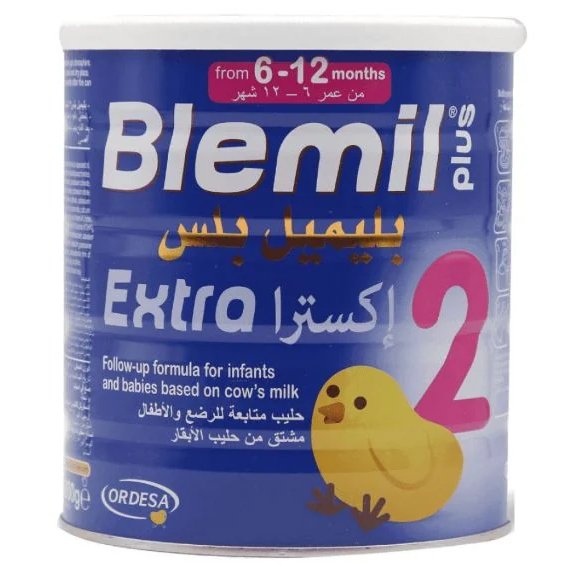 from 6-12 months
من عمر ٦ – ١٢ شهر
Blemil® plus
بليميل بلس
Extra إكسترا 2
Follow-up formula for infants
and babies based on cow's milk
حليب متابعة للرضع والأطفال
مشتق من حليب الأبقار
ORDESA